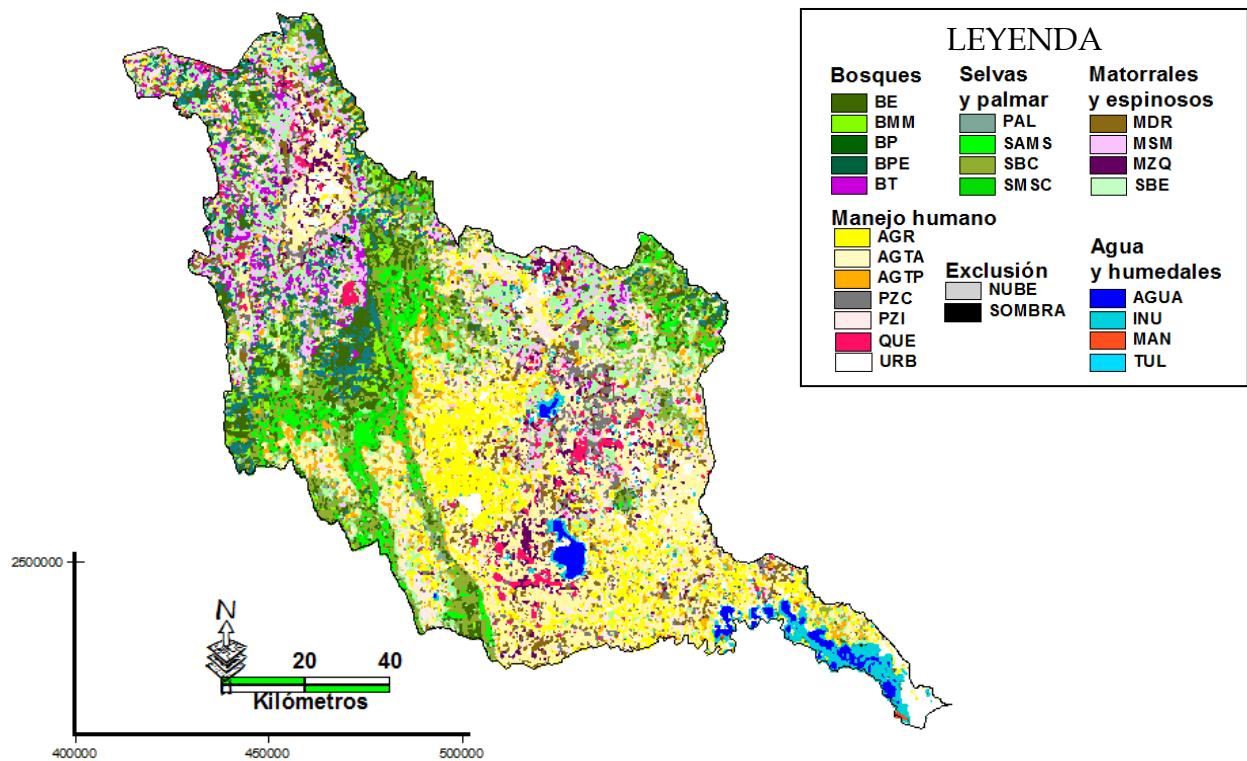 LEYENDA
Bosques
BE
BMM
BP
BPE
BT
Selvas
y palmar
PAL
SAMS
SBC
SMSC
Matorrales
y espinosos
MDR
MSM
MZQ
SBE
Manejo humano
AGR
AGTA
AGTP
PZC
PZI
QUE
URB
Exclusión
NUBE
SOMBRA
Agua
y humedales
AGUA
INU
MAN
TUL
2500000
N
20 40
Kilómetros
400000 450000 500000